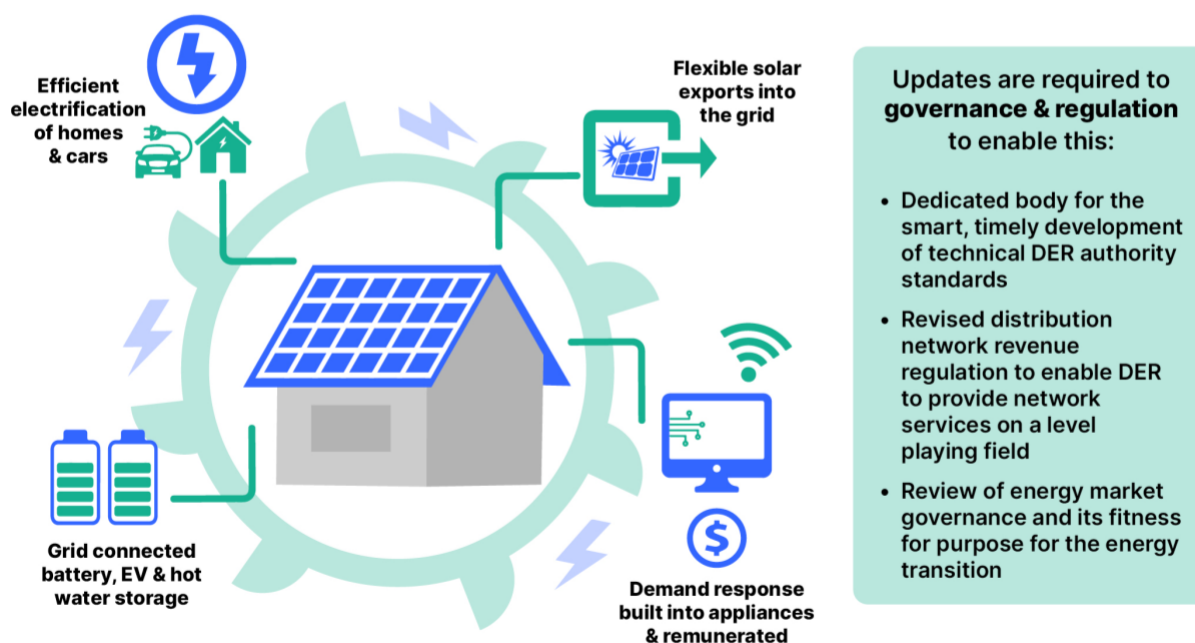 Efficient
electrification
of homes
& cars
Flexible solar
exports into
the grid
Grid connected
battery, EV & hot
water storage
$
Demand response
built into appliances
& remunerated
Updates are required to
governance & regulation
to enable this:
• Dedicated body for the
smart, timely development
of technical DER authority
standards
• Revised distribution
network revenue
regulation to enable DER
to provide network
services on a level
playing field
• Review of energy market
governance and its fitness
for purpose for the energy
transition